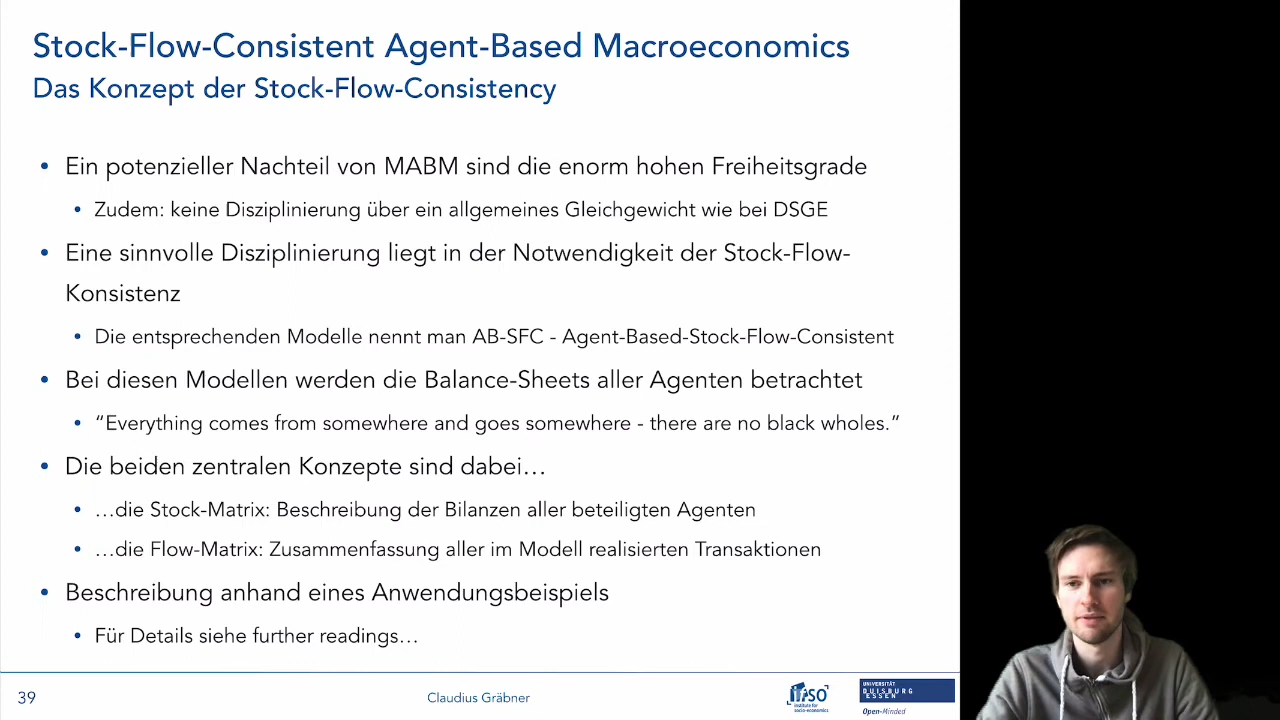 Stock-Flow-Consistent Agent-Based Macroeconomics
Das Konzept der Stock-Flow-Consistency
• Ein potenzieller Nachteil von MABM sind die enorm hohen Freiheitsgrade
• Zudem: keine Disziplinierung über ein allgemeines Gleichgewicht wie bei DSGE
• Eine sinnvolle Disziplinierung liegt in der Notwendigkeit der Stock-Flow-
Konsistenz
• Die entsprechenden Modelle nennt man AB-SFC - Agent-Based-Stock-Flow-Consistent
• Bei diesen Modellen werden die Balance-Sheets aller Agenten betrachtet
• “Everything comes from somewhere and goes somewhere - there are no black wholes.”
• Die beiden zentralen Konzepte sind dabei…
• …die Stock-Matrix: Beschreibung der Bilanzen aller beteiligten Agenten
• …die Flow-Matrix: Zusammenfassung aller im Modell realisierten Transaktionen
• Beschreibung anhand eines Anwendungsbeispiels
• Für Details siehe further readings…
39
Claudius Gräbner
ifso
institute for
socio-economics
UNIVERSITÄT
DUISBURG
ESSEN
Open-Minded